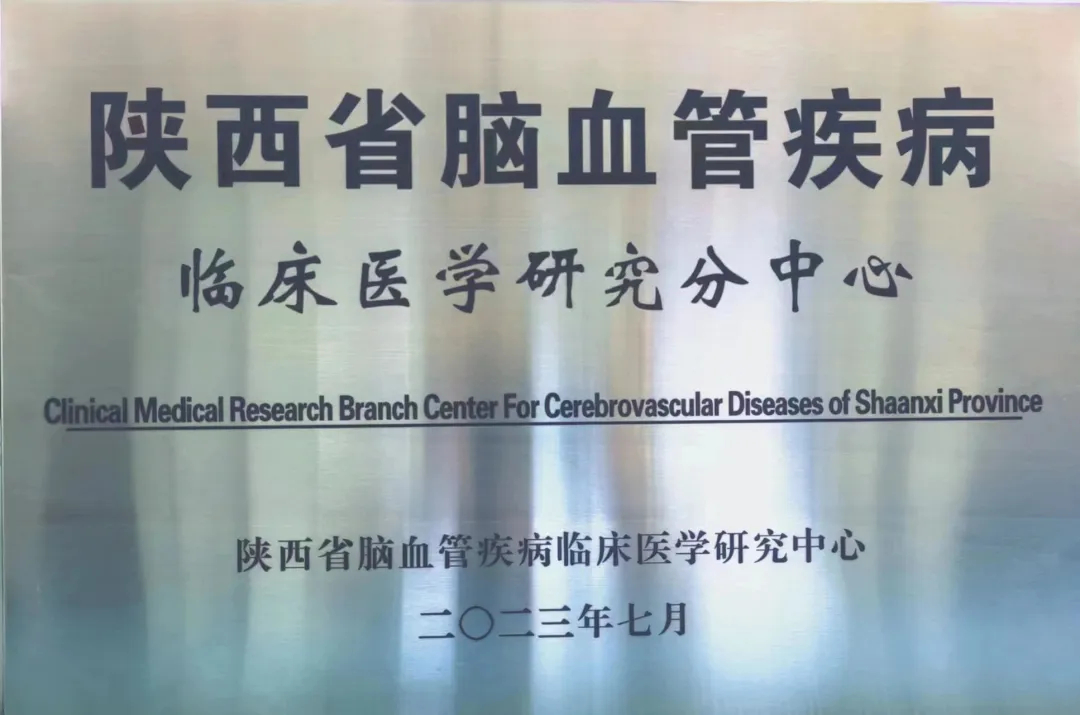 陕西省脑血管疾病
临床医学研究分中心
Clinical Medical Research Branch Center For Cerebrovascular Diseases of Shaanxi Province
陕西省脑血管疾病临床医学研究中心
二〇二三年七月